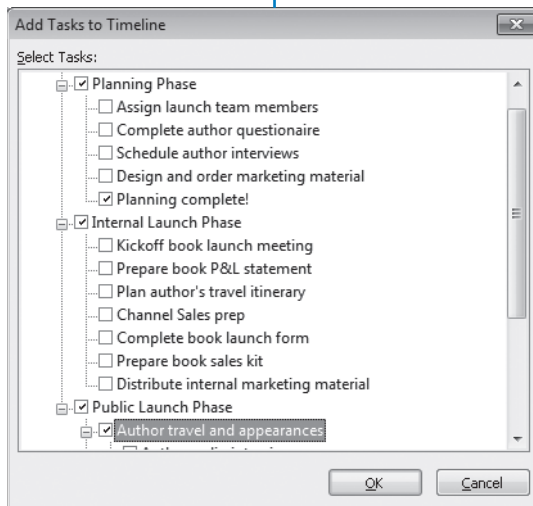 Add Tasks to Timeline
Select Tasks:
Planning Phase
Assign launch team members
Complete author questionaire
Schedule author interviews
Design and order marketing material
Planning complete!
Internal Launch Phase
Kickoff book launch meeting
Prepare book P&L statement
Plan author's travel itinerary
Channel Sales prep
Complete book launch form
Prepare book sales kit
Distribute internal marketing material
Public Launch Phase
Author travel and appearances
OK
Cancel